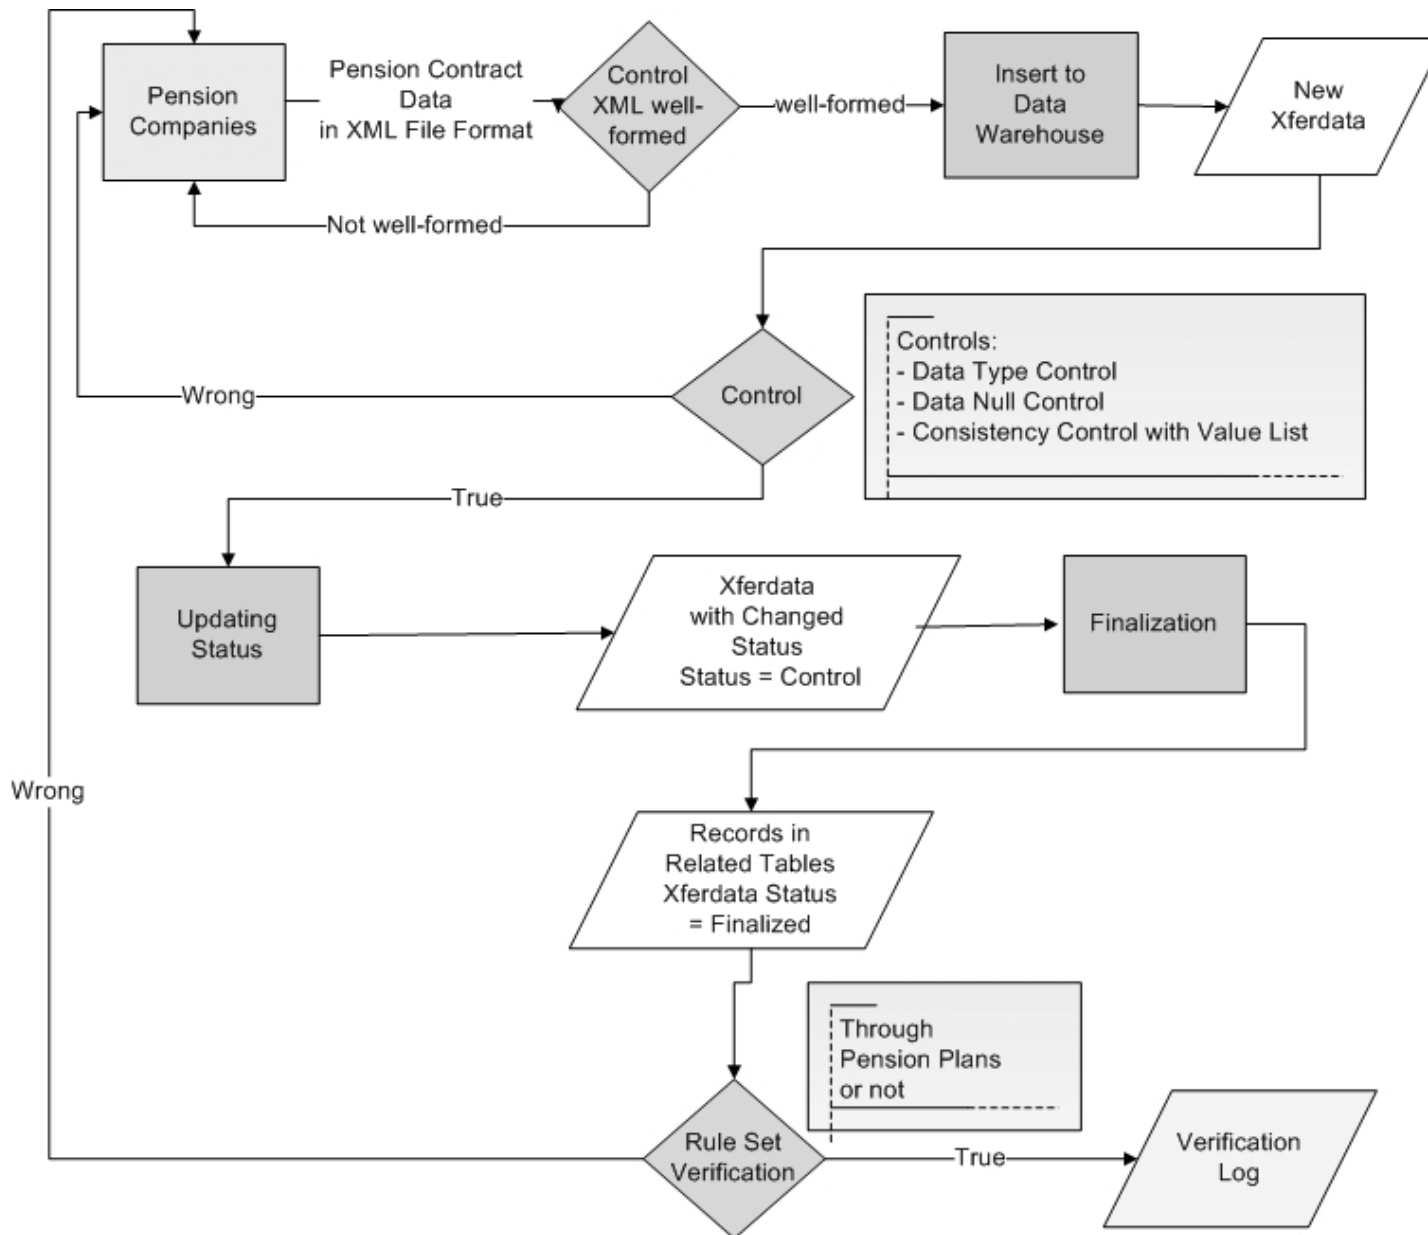 Pension
Companies
Pension Contract
Data
in XML File Format
Control
XML well-
formed
well-formed
Insert to
Data
Warehouse
New
Xferdata
Not well-formed
Controls:
- Data Type Control
- Data Null Control
- Consistency Control with Value List
Wrong
Control
True
Updating
Status
Xferdata
with Changed
Status
Status = Control
Finalization
Wrong
Records in
Related Tables
Xferdata Status
= Finalized
Through
Pension Plans
or not
Rule Set
Verification
True
Verification
Log